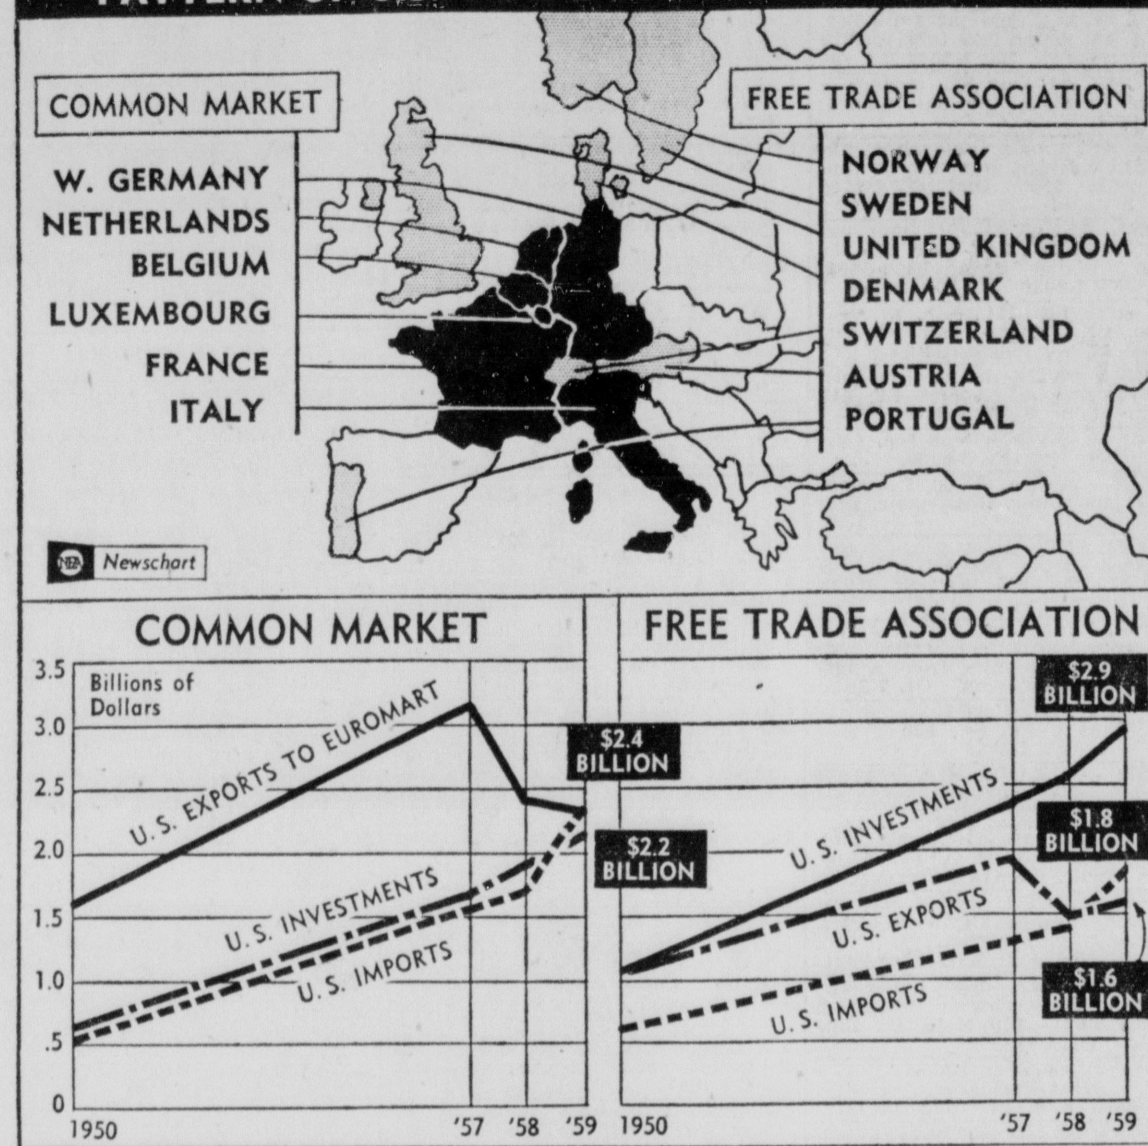 COMMON MARKET
W. GERMANY
NETHERLANDS
BELGIUM
LUXEMBOURG
FRANCE
ITALY
FREE TRADE ASSOCIATION
NORWAY
SWEDEN
UNITED KINGDOM
DENMARK
SWITZERLAND
AUSTRIA
PORTUGAL
NEA Newschart
COMMON MARKET
3.5
3.0
2.5
2.0
1.5
1.0
.5
0
Billions of
Dollars
U.S. EXPORTS TO EUROMART
U.S. INVESTMENTS
U.S. IMPORTS
$2.4
BILLION
$2.2
BILLION
1950 '57 '58 '59
FREE TRADE ASSOCIATION
$2.9
BILLION
U.S. INVESTMENTS
$1.8
BILLION
U.S. EXPORTS
$1.6
BILLION
U.S. IMPORTS
1950 '57 '58 '59